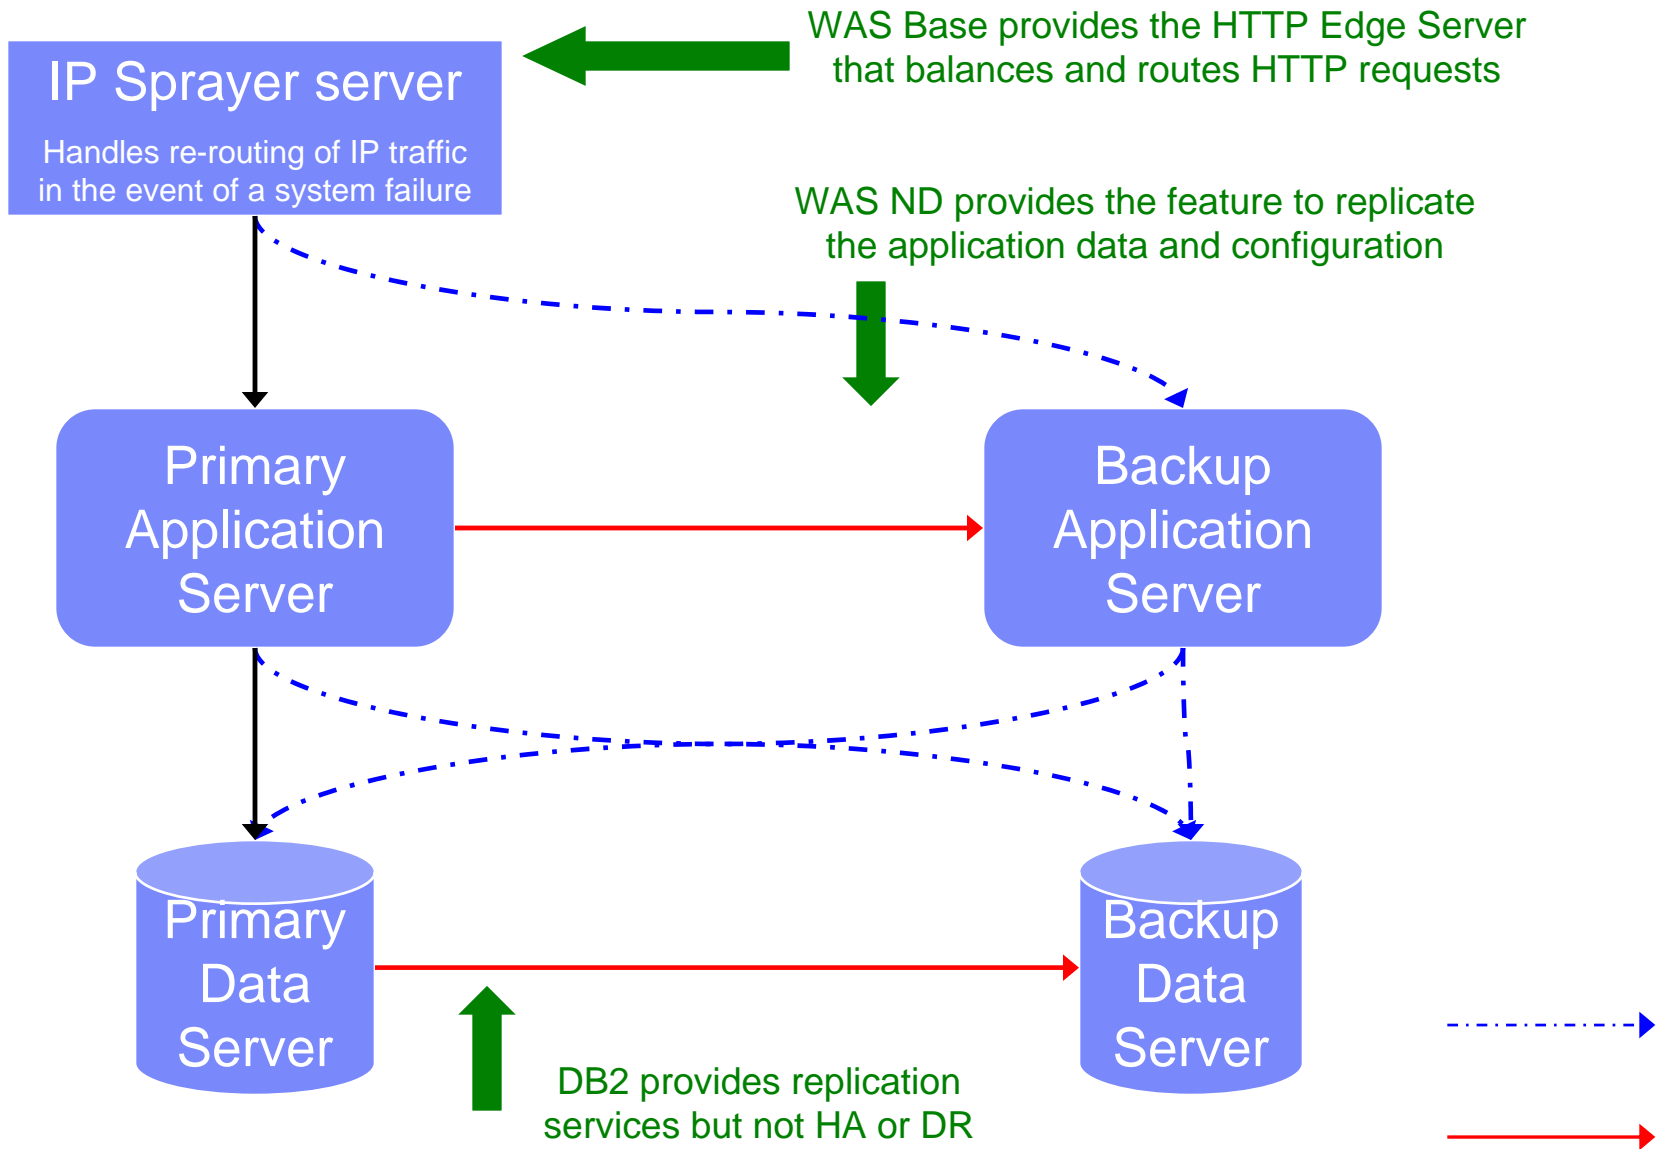 WAS Base provides the HTTP Edge Server
that balances and routes HTTP requests
IP Sprayer server
Handles re-routing of IP traffic
in the event of a system failure
WAS ND provides the feature to replicate
the application data and configuration
Primary
Application
Server
Backup
Application
Server
Primary
Data
Server
Backup
Data
Server
DB2 provides replication
services but not HA or DR